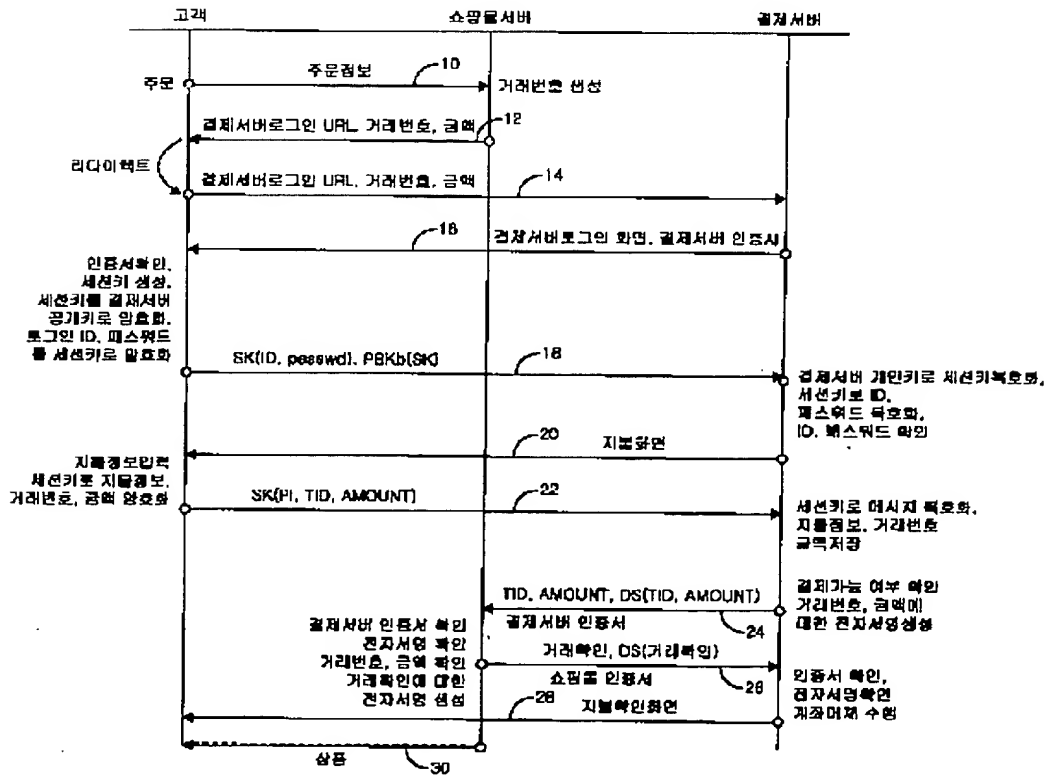 고객
쇼핑몰서버
결제서버
주문
주문정보
10
거래번호 생성
결제서버로그인 URL, 거래번호, 금액
12
리다이렉트
결제서버로그인 URL, 거래번호, 금액
14
16
결제서버로그인 화면, 결제서버 인증서
인증서확인,
세션키 생성,
세션키를 결제서버
공개키로 암호화,
로그인 ID, 패스워드
를 세션키로 암호화
SK(ID, passwd), PBKb(SK)
18
결제서버 개인키로 세션키복호화,
세션키로 ID,
패스워드 복호화,
ID, 패스워드 확인
20
지불화면
지불정보입력
세션키로 지불정보,
거래번호, 금액 암호화
SK(PI, TID, AMOUNT)
22
세션키로 메시지 복호화,
지불정보, 거래번호
금액저장
TID, AMOUNT, DS(TID, AMOUNT)
결제서버 인증서
24
결제가능 여부 확인
거래번호, 금액에
대한 전자서명생성
결제서버 인증서 확인
전자서명 확인
거래번호, 금액 확인
거래확인에 대한
전자서명 생성
거래확인, DS(거래확인)
쇼핑몰 인증서
26
인증서 확인,
전자서명확인
계좌이체 수행
28
지불확인화면
상품
30